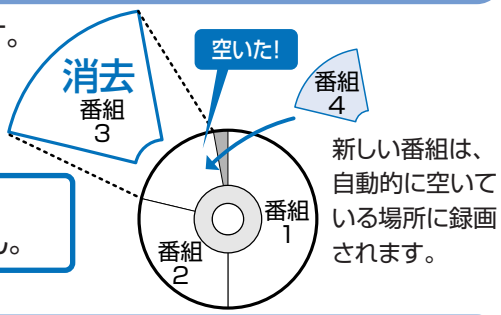 。
消去
番組
3
空いた!
番組
4
新しい番組は、
自動的に空いて
いる場所に録画
されます。
番組
1
番組
2
。